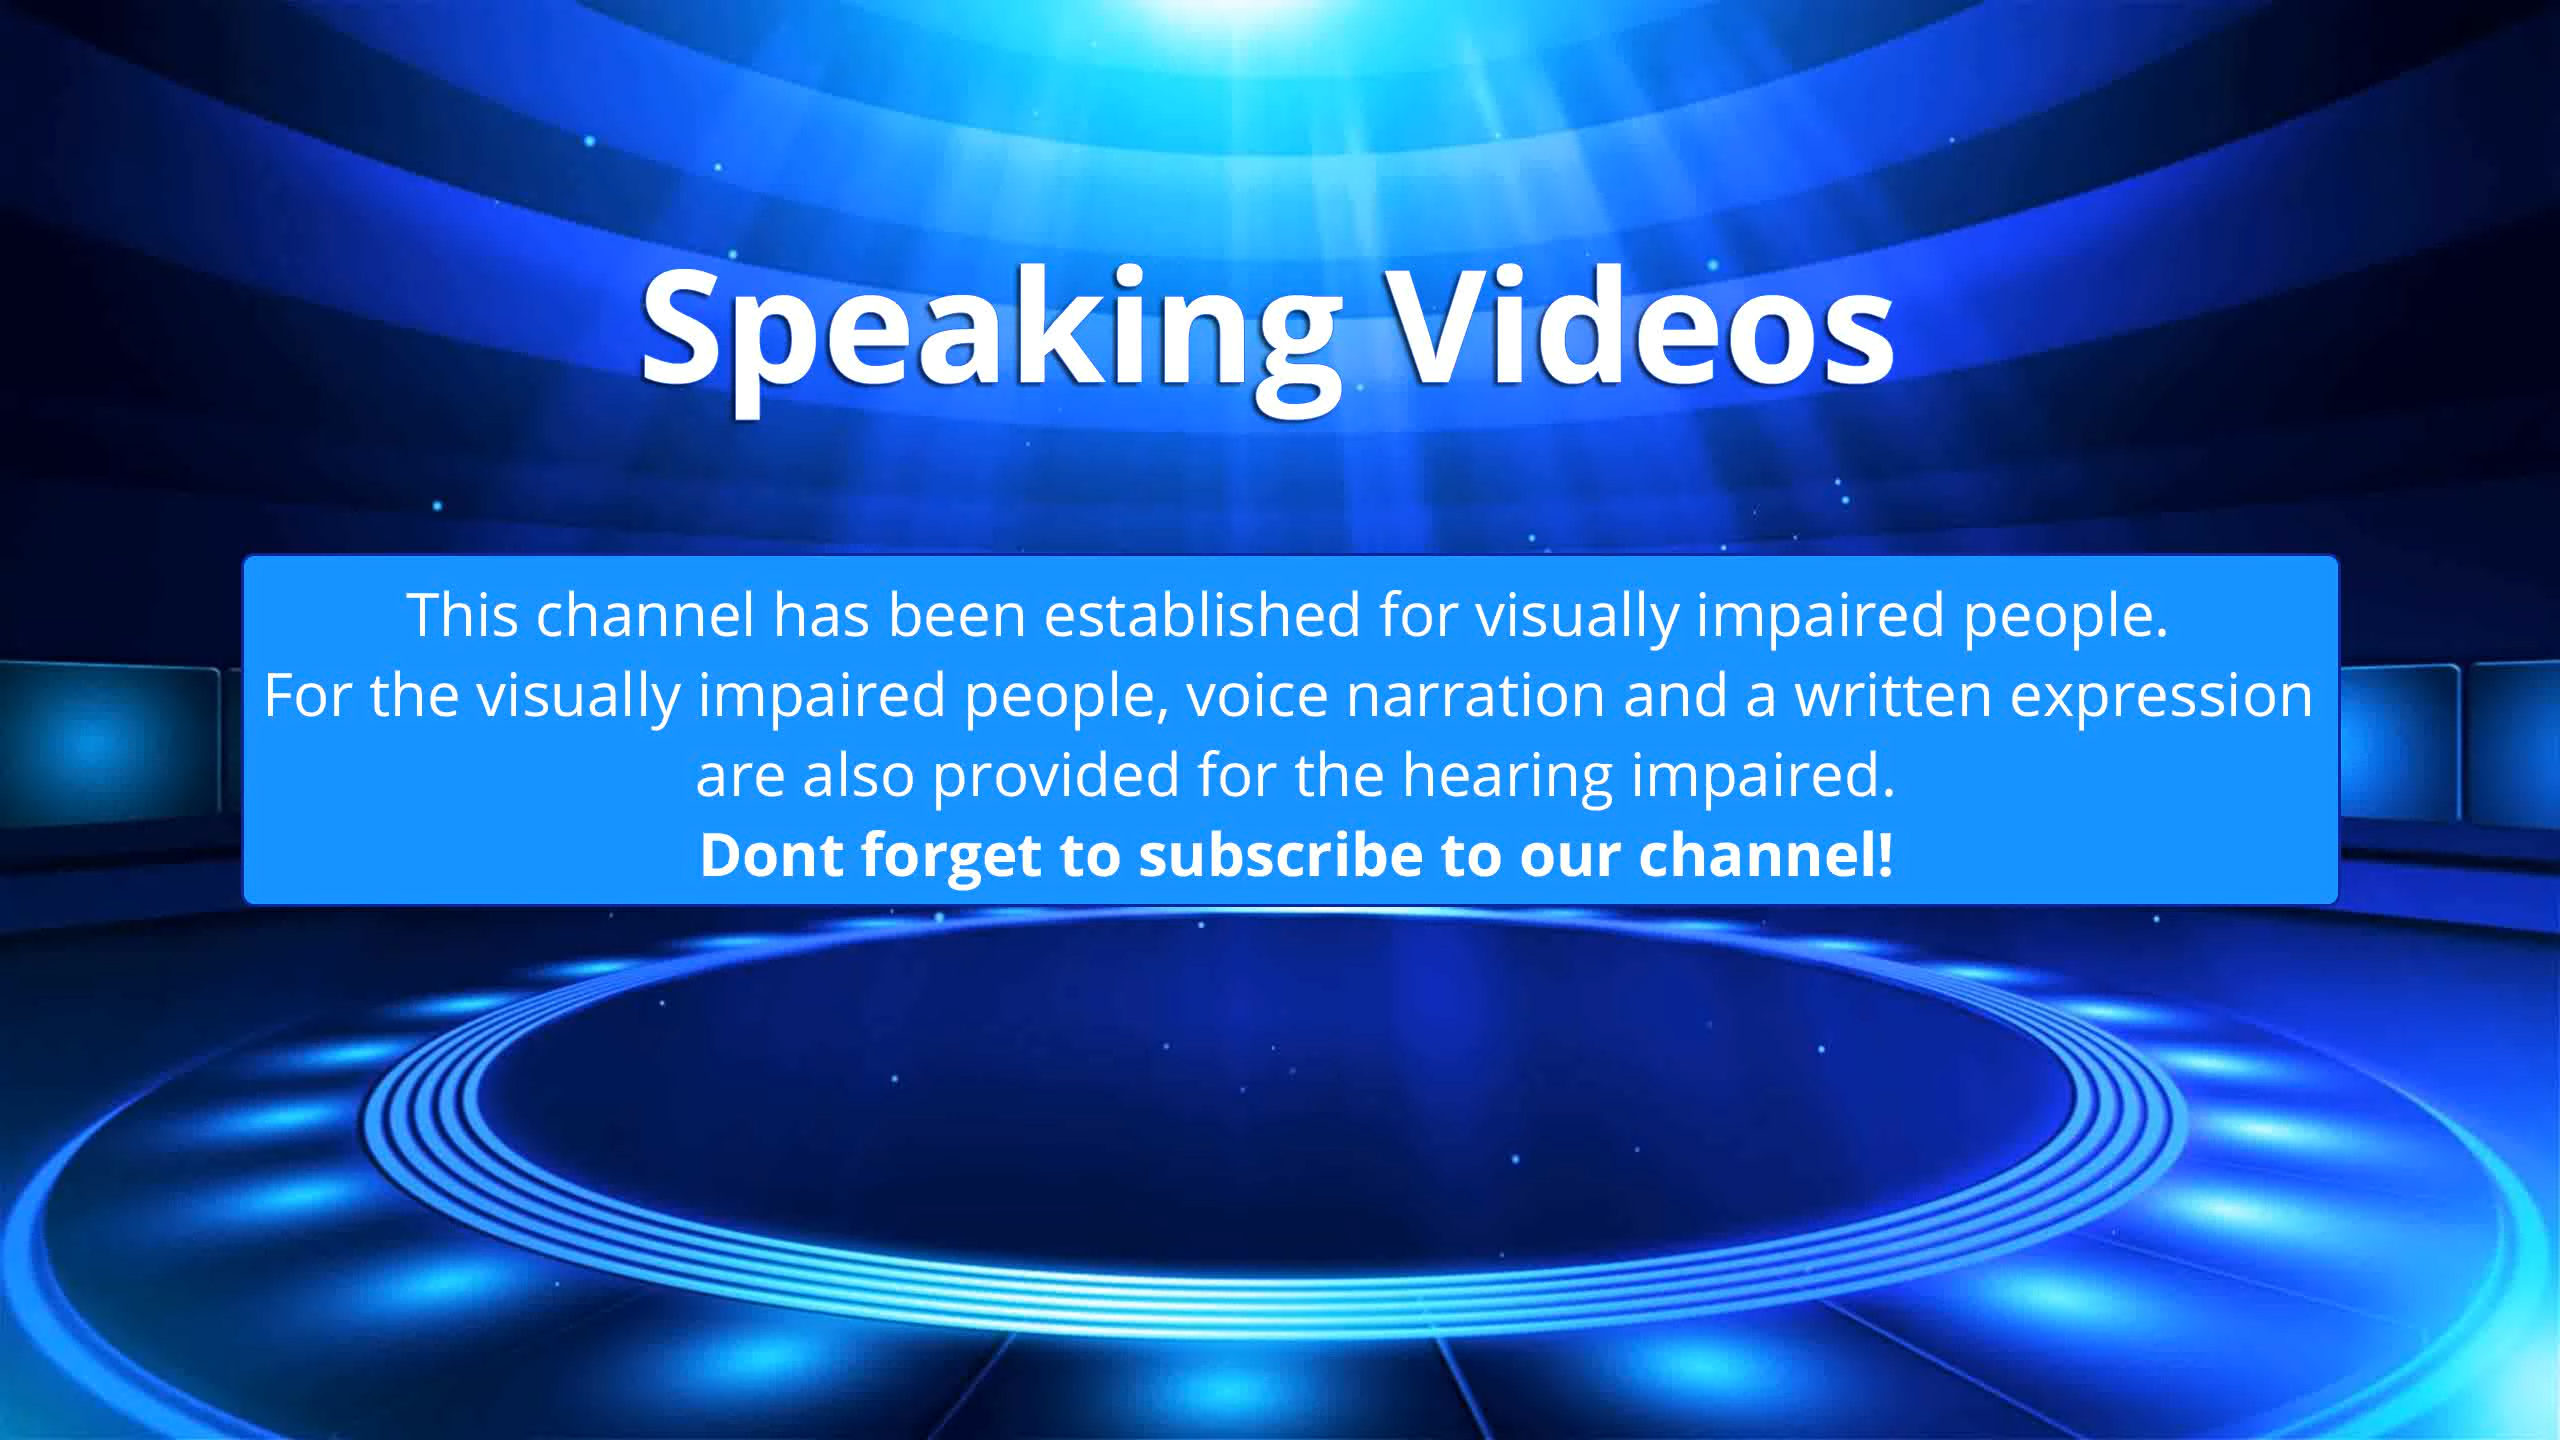 Speaking Videos
This channel has been established for visually impaired people.
For the visually impaired people, voice narration and a written expression
are also provided for the hearing impaired.
Dont forget to subscribe to our channel!